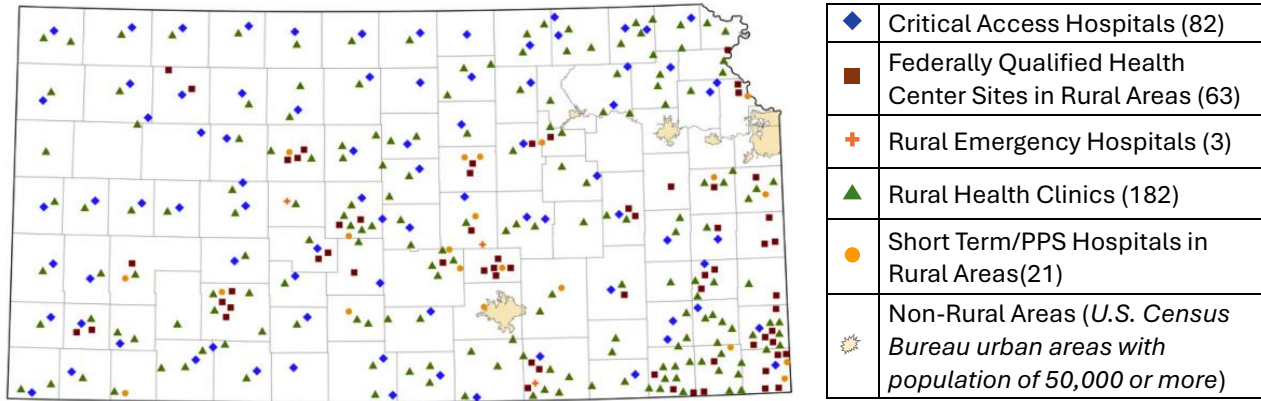 Critical Access Hospitals (82)
Federally Qualified Health
Center Sites in Rural Areas (63)
Rural Emergency Hospitals (3)
Rural Health Clinics (182)
Short Term/PPS Hospitals in
Rural Areas(21)
Non-Rural Areas (U.S. Census
Bureau urban areas with
population of 50,000 or more)